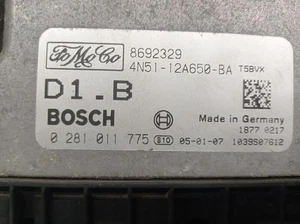 FoMoCo 8692329
4N51-12A650-BA T5BVX
D1.B
BOSCH Made in Germany
1877 0217
0 281 011 775 810 05-01-07 1039S07612